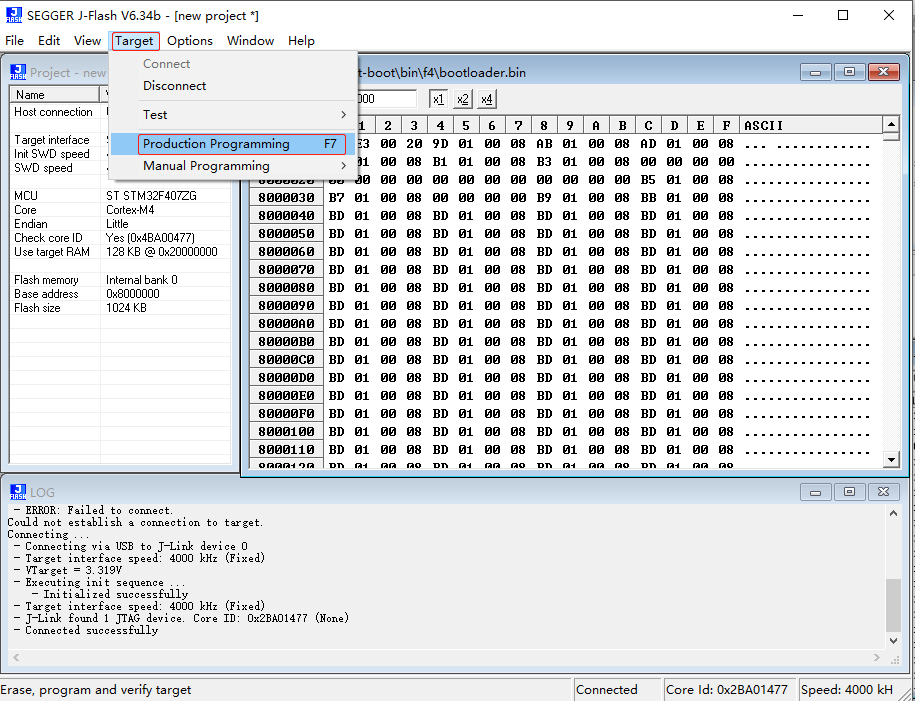 SEGGER J-Flash V6.34b - [new project *]
File Edit View Target Options Window Help
Connect
Disconnect
Test
Production Programming F7
Manual Programming
Project - new
Name
Host connection
Target interface
Init SWD speed
SWD speed
MCU ST STM32F407ZG
Core Cortex-M4
Endian Little
Check core ID Yes (0x4BA00477)
Use target RAM 128 KB @ 0x20000000
Flash memory Internal bank 0
Base address 0x8000000
Flash size 1024 KB
t-boot\bin\f4\bootloader.bin
000 x1 x2 x4
1 2 3 4 5 6 7 8 9 A B C D E F ASCII
E3 00 20 9D 01 00 08 AB 01 00 08 AD 01 00 08 ... ............
01 00 08 B1 01 00 08 B3 01 00 08 00 00 00 00 ................
8000020 00 00 00 00 00 00 00 00 00 00 00 00 B5 01 00 08 ................
8000030 B7 01 00 08 00 00 00 00 B9 01 00 08 BB 01 00 08 ................
8000040 BD 01 00 08 BD 01 00 08 BD 01 00 08 BD 01 00 08 ................
8000050 BD 01 00 08 BD 01 00 08 BD 01 00 08 BD 01 00 08 ................
8000060 BD 01 00 08 BD 01 00 08 BD 01 00 08 BD 01 00 08 ................
8000070 BD 01 00 08 BD 01 00 08 BD 01 00 08 BD 01 00 08 ................
8000080 BD 01 00 08 BD 01 00 08 BD 01 00 08 BD 01 00 08 ................
8000090 BD 01 00 08 BD 01 00 08 BD 01 00 08 BD 01 00 08 ................
80000A0 BD 01 00 08 BD 01 00 08 BD 01 00 08 BD 01 00 08 ................
80000B0 BD 01 00 08 BD 01 00 08 BD 01 00 08 BD 01 00 08 ................
80000C0 BD 01 00 08 BD 01 00 08 BD 01 00 08 BD 01 00 08 ................
80000D0 BD 01 00 08 BD 01 00 08 BD 01 00 08 BD 01 00 08 ................
80000E0 BD 01 00 08 BD 01 00 08 BD 01 00 08 BD 01 00 08 ................
80000F0 BD 01 00 08 BD 01 00 08 BD 01 00 08 BD 01 00 08 ................
8000100 BD 01 00 08 BD 01 00 08 BD 01 00 08 BD 01 00 08 ................
8000110 BD 01 00 08 BD 01 00 08 BD 01 00 08 BD 01 00 08 ................
8000120 BD 01 00 08 BD 01 00 08 BD 01 00 08 BD 01 00 08
LOG
- ERROR: Failed to connect.
Could not establish a connection to target.
Connecting ...
- Connecting via USB to J-Link device 0
- Target interface speed: 4000 kHz (Fixed)
- VTarget = 3.319V
- Executing init sequence ...
- Initialized successfully
- Target interface speed: 4000 kHz (Fixed)
- J-Link found 1 JTAG device. Core ID: 0x2BA01477 (None)
- Connected successfully
Erase, program and verify target Connected Core Id: 0x2BA01477 Speed: 4000 kH